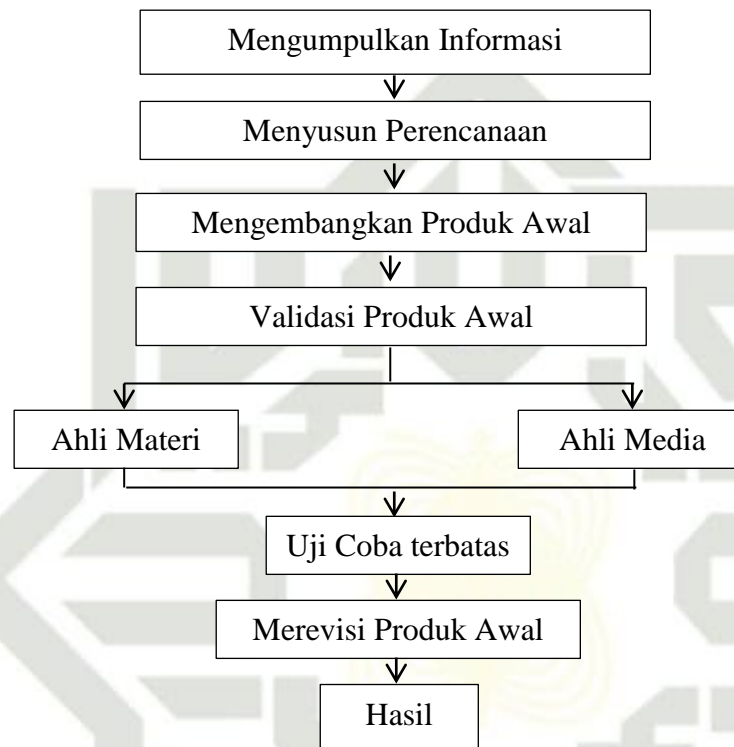 Mengumpulkan Informasi
Menyusun Perencanaan
Mengembangkan Produk Awal
Validasi Produk Awal
Ahli Materi
Ahli Media
Uji Coba terbatas
Merevisi Produk Awal
Hasil